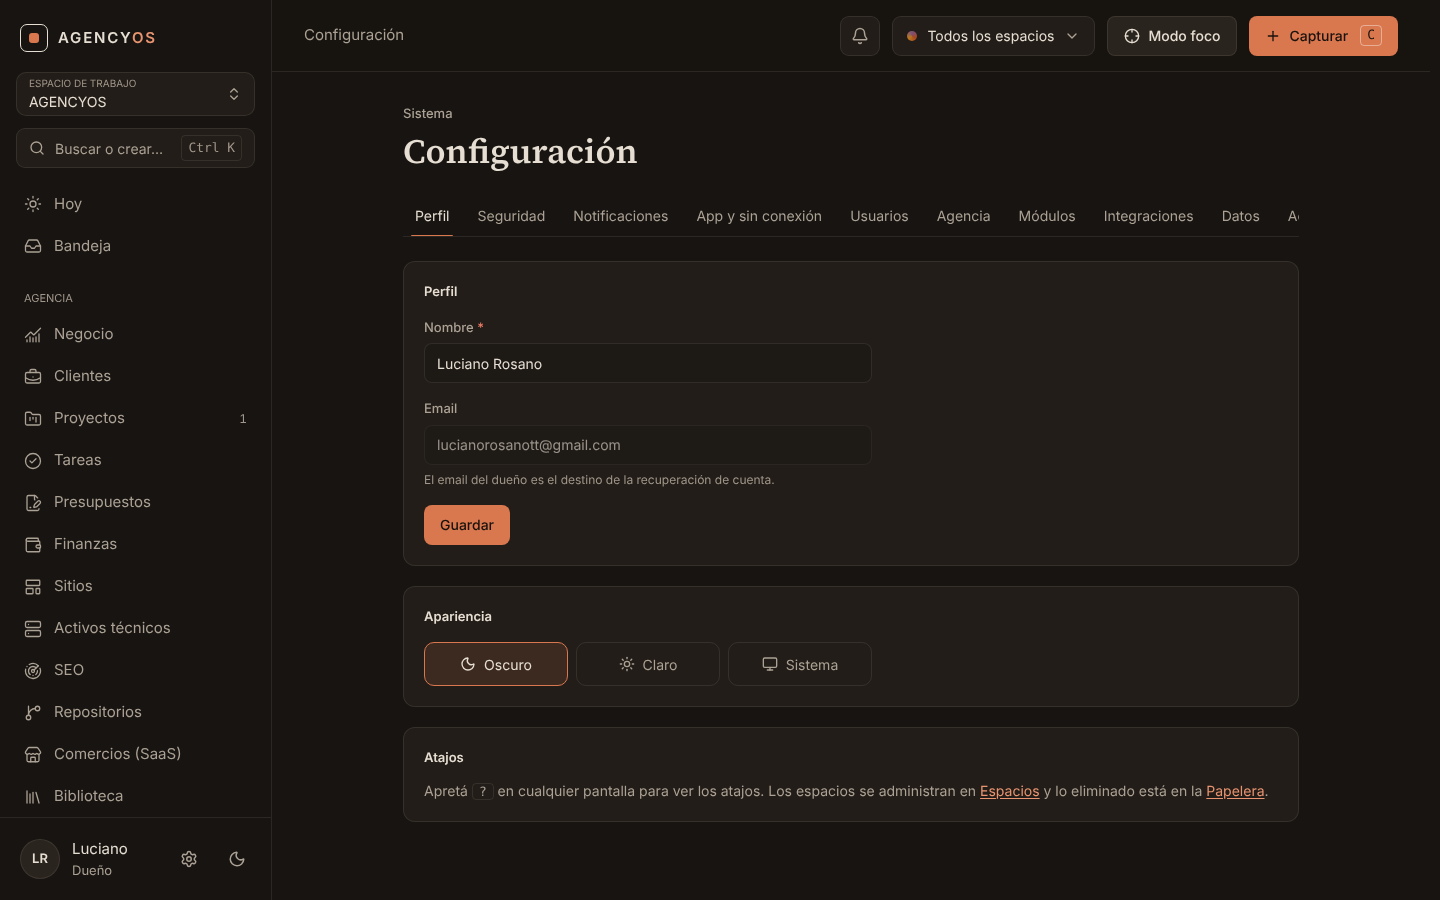 AGENCYOS
ESPACIO DE TRABAJO
AGENCYOS
Buscar o crear... Ctrl K
Hoy
Bandeja
AGENCIA
Negocio
Clientes
Proyectos 1
Tareas
Presupuestos
Finanzas
Sitios
Activos técnicos
SEO
Repositorios
Comercios (SaaS)
Biblioteca
LR
Luciano
Dueño
Configuración
Todos los espacios
Modo foco
Capturar C
Sistema
Configuración
Perfil Seguridad Notificaciones App y sin conexión Usuarios Agencia Módulos Integraciones Datos
Perfil
Nombre *
Luciano Rosano
Email
lucianorosanott@gmail.com
El email del dueño es el destino de la recuperación de cuenta.
Guardar
Apariencia
Oscuro Claro Sistema
Atajos
Apretá ? en cualquier pantalla para ver los atajos. Los espacios se administran en Espacios y lo eliminado está en la Papelera.